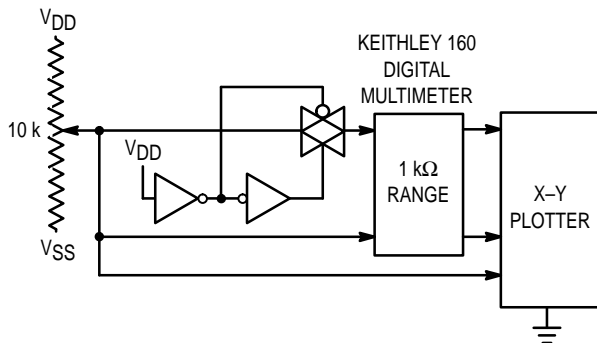 VDD
10 k
VSS
VDD
KEITHLEY 160
DIGITAL
MULTIMETER
1 kΩ
RANGE
X–Y
PLOTTER